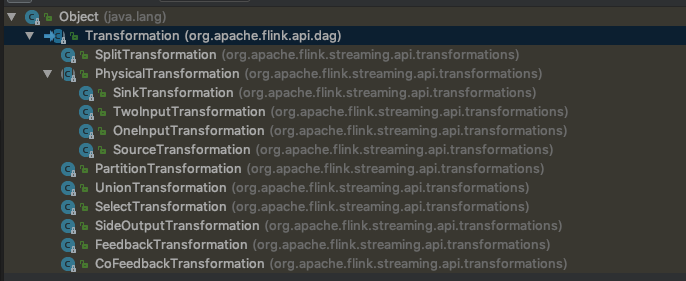 Object (java.lang)
Transformation (org.apache.flink.api.dag)
SplitTransformation (org.apache.flink.streaming.api.transformations)
PhysicalTransformation (org.apache.flink.streaming.api.transformations)
SinkTransformation (org.apache.flink.streaming.api.transformations)
TwoInputTransformation (org.apache.flink.streaming.api.transformations)
OneInputTransformation (org.apache.flink.streaming.api.transformations)
SourceTransformation (org.apache.flink.streaming.api.transformations)
PartitionTransformation (org.apache.flink.streaming.api.transformations)
UnionTransformation (org.apache.flink.streaming.api.transformations)
SelectTransformation (org.apache.flink.streaming.api.transformations)
SideOutputTransformation (org.apache.flink.streaming.api.transformations)
FeedbackTransformation (org.apache.flink.streaming.api.transformations)
CoFeedbackTransformation (org.apache.flink.streaming.api.transformations)